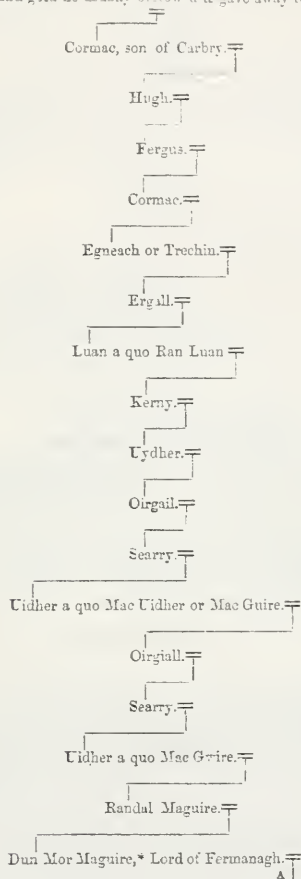 Cormac, son of Carbry.
Hugh.
Fergus.
Cormac.
Egneach or Trechin.
Ergall.
Luan a quo Ran Luan
Kerny.
Uydher.
Oirgail.
Searry.
Uidher a quo Mac Uidher or Mac Guire.
Oirgiall.
Searry.
Uidher a quo Mac Gwire.
Randal Maguire.
Dun Mor Maguire,* Lord of Fermanagh.
A